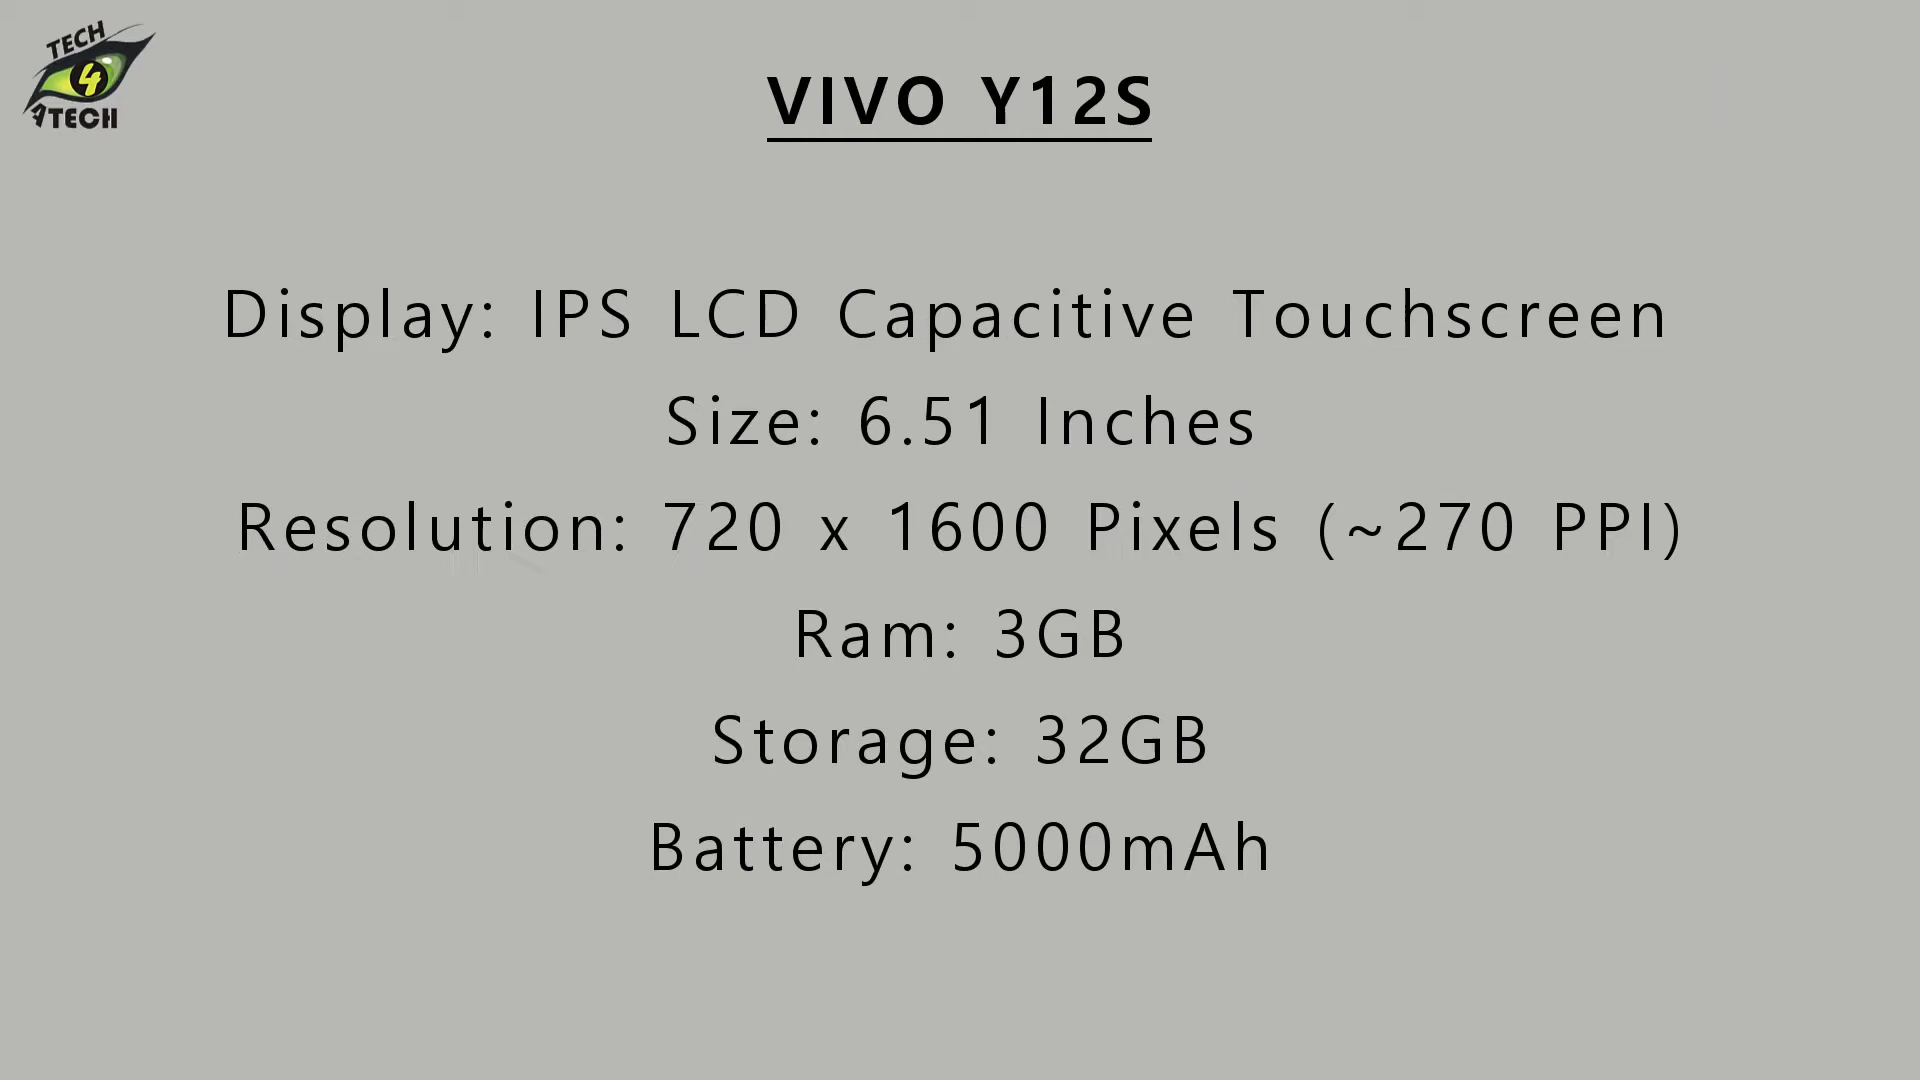 TECH
4
TECH
VIVO Y12S
Display: IPS LCD Capacitive Touchscreen
Size: 6.51 Inches
Resolution: 720 x 1600 Pixels (~270 PPI)
Ram: 3GB
Storage: 32GB
Battery: 5000mAh